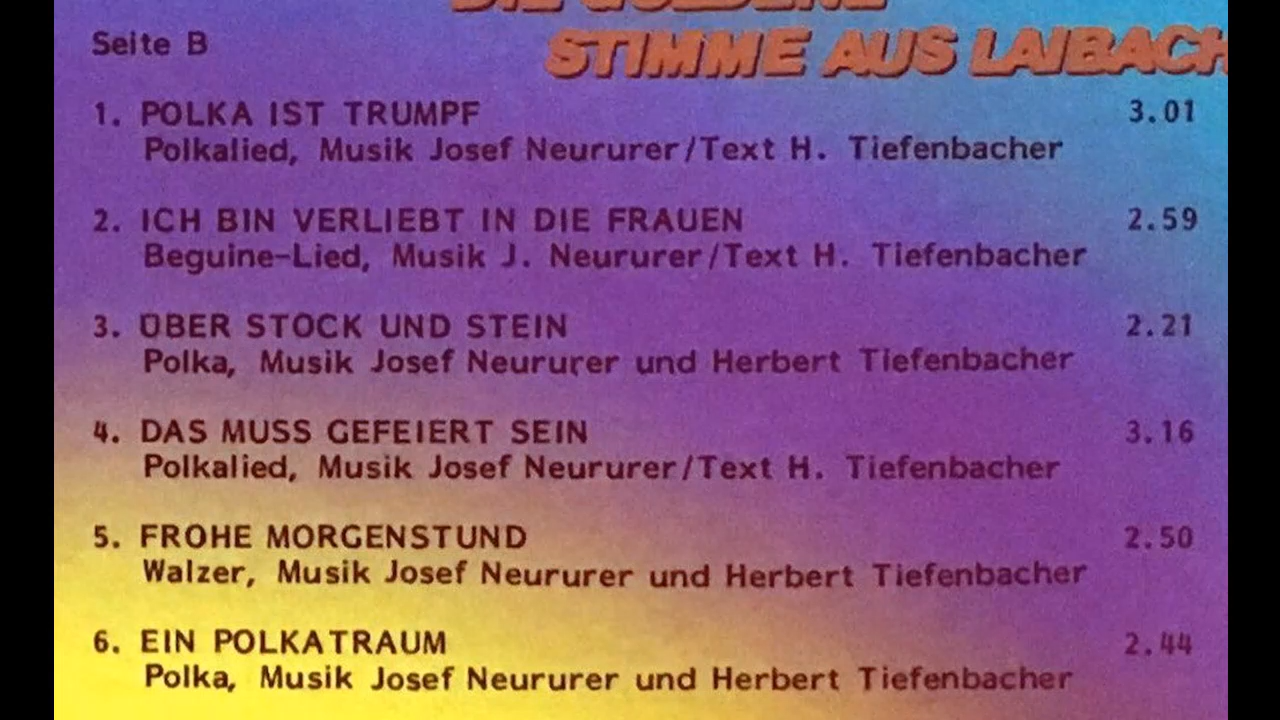 DIE GOLDENE
STIMME AUS LAIBACH
Seite B
1. POLKA IST TRUMPF 3.01
Polkalied, Musik Josef Neururer/Text H. Tiefenbacher
2. ICH BIN VERLIEBT IN DIE FRAUEN 2.59
Beguine-Lied, Musik J. Neururer/Text H. Tiefenbacher
3. ÜBER STOCK UND STEIN 2.21
Polka, Musik Josef Neururer und Herbert Tiefenbacher
4. DAS MUSS GEFEIERT SEIN 3.16
Polkalied, Musik Josef Neururer/Text H. Tiefenbacher
5. FROHE MORGENSTUND 2.50
Walzer, Musik Josef Neururer und Herbert Tiefenbacher
6. EIN POLKATRAUM 2.44
Polka, Musik Josef Neururer und Herbert Tiefenbacher